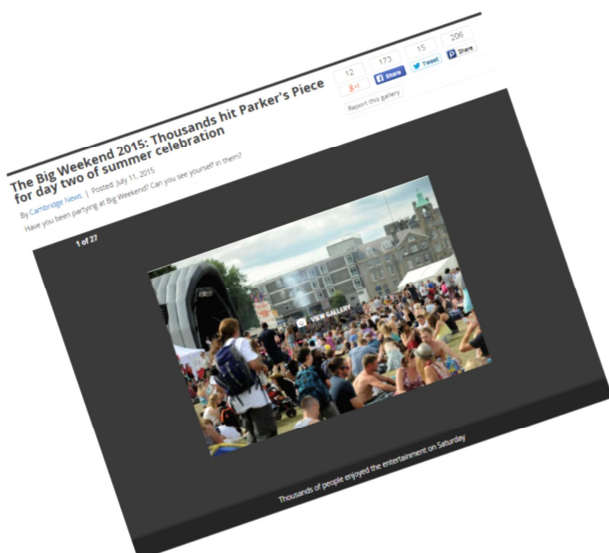 12
173
15
206
g+1
Share
Tweet
Share
Report this gallery
The Big Weekend 2015: Thousands hit Parker's Piece
for day two of summer celebration
By Cambridge News | Posted: July 11, 2015
Have you been partying at Big Weekend? Can you see yourself in them?
1 of 27
VIEW GALLERY
Thousands of people enjoyed the entertainment on Saturday